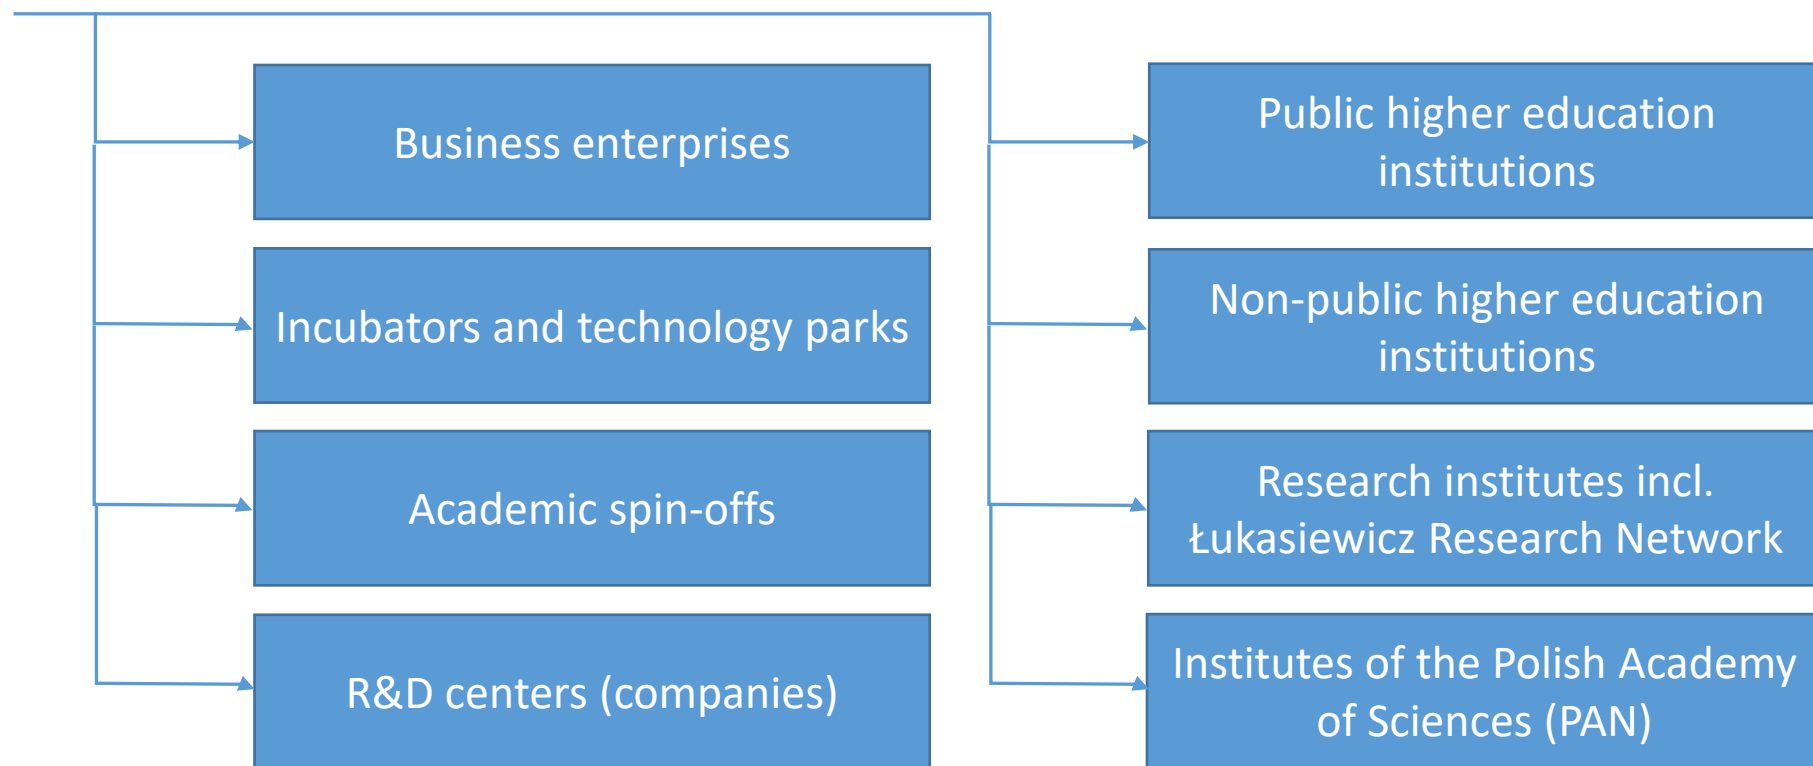 Business enterprises
Incubators and technology parks
Academic spin-offs
R&D centers (companies)
Public higher education
institutions
Non-public higher education
institutions
Research institutes incl.
Łukasiewicz Research Network
Institutes of the Polish Academy
of Sciences (PAN)